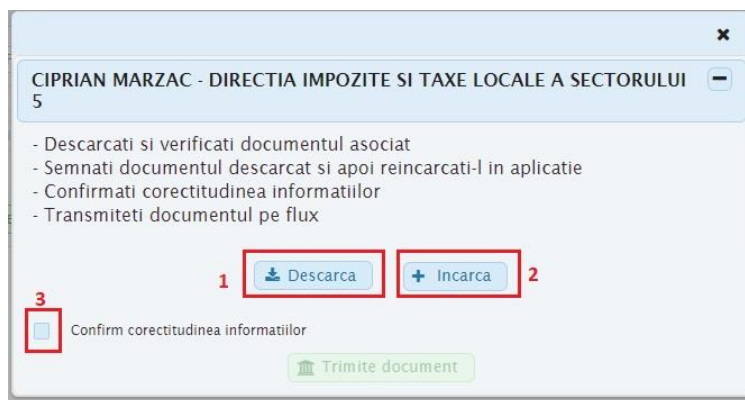 CIPRIAN MARZAC - DIRECTIA IMPOZITE SI TAXE LOCALE A SECTORULUI
5
- Descarcati si verificati documentul asociat
- Semnati documentul descarcat si apoi reincarcati-l in aplicatie
- Confirmati corectitudinea informatiilor
- Transmiteti documentul pe flux
1 Descarca + Incarca 2
3
Confirm corectitudinea informatiilor
Trimite document